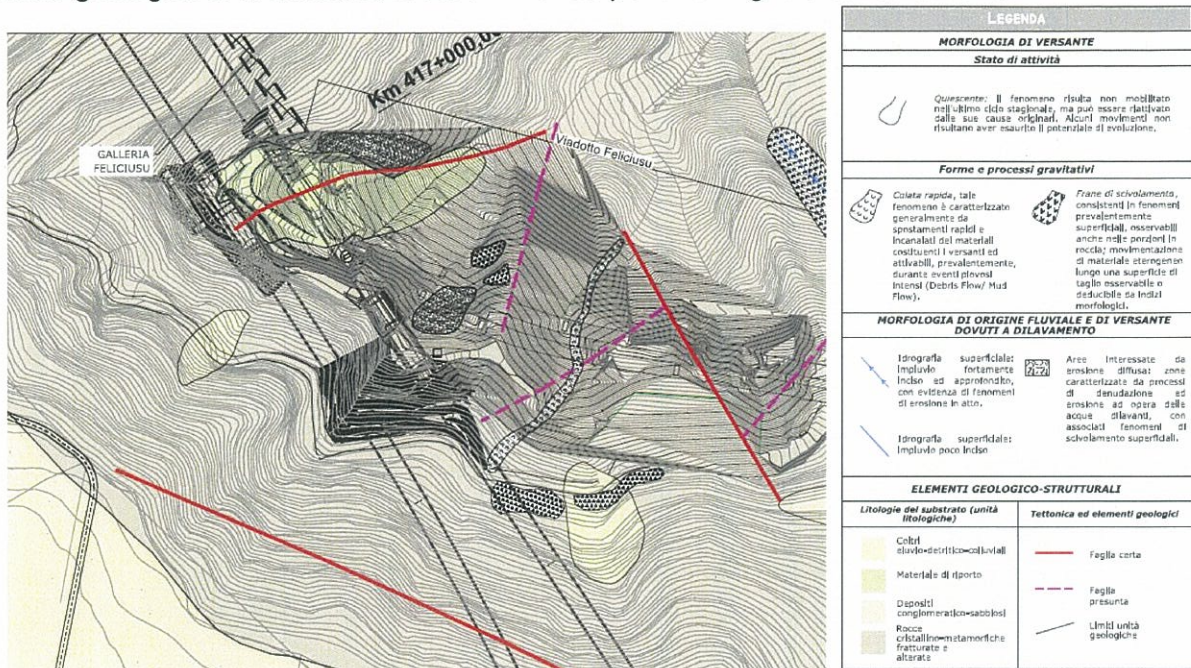 Km 417+000,0
GALLERIA
FELICIUSU
Viadotto Feliciusu
LEGENDA
MORFOLOGIA DI VERSANTE
Stato di attività
Quiescente: Il fenomeno risulta non mobilitato
nell'ultimo ciclo stagionale, ma può essere riattivato
dalle sue cause originari. Alcuni movimenti non
risultano aver esaurito il potenziale di evoluzione.
Forme e processi gravitativi
Colata rapida, tale
fenomeno è caratterizzato
generalmente da
spostamenti rapidi e
incanalati dei materiali
costituenti i versanti ed
attivabili, prevalentemente,
durante eventi piovosi
intensi (Debris Flow/ Mud
Flow).
Frane di scivolamento,
consistenti in fenomeni
prevalentemente
superficiali, osservabili
anche nelle porzioni in
roccia; movimentazione
di materiale eterogeneo
lungo una superficie di
taglio osservabile o
deducibile da indizi
morfologici.
MORFOLOGIA DI ORIGINE FLUVIALE E DI VERSANTE
DOVUTI A DILAVAMENTO
Idrografia superficiale:
impluvio fortemente
inciso ed approfondito,
con evidenza di fenomeni
di erosione in atto.
Idrografia superficiale:
impluvio poco inciso
Aree interessate da
erosione diffusa: zone
caratterizzate da processi
di denudazione ed
erosione ad opera delle
acque dilavanti, con
associati fenomeni di
scivolamento superficiali.
ELEMENTI GEOLOGICO-STRUTTURALI
Litologie del substrato (unità
litologiche)
Coltri
eluvio-detritico-colluviali
Materiale di riporto
Depositi
conglomeratico-sabbiosi
Rocce
cristallino-metamorfiche
fratturate e
alterate
Tettonica ed elementi geologici
Faglia certa
Faglia
presunta
Limiti unità
geologiche